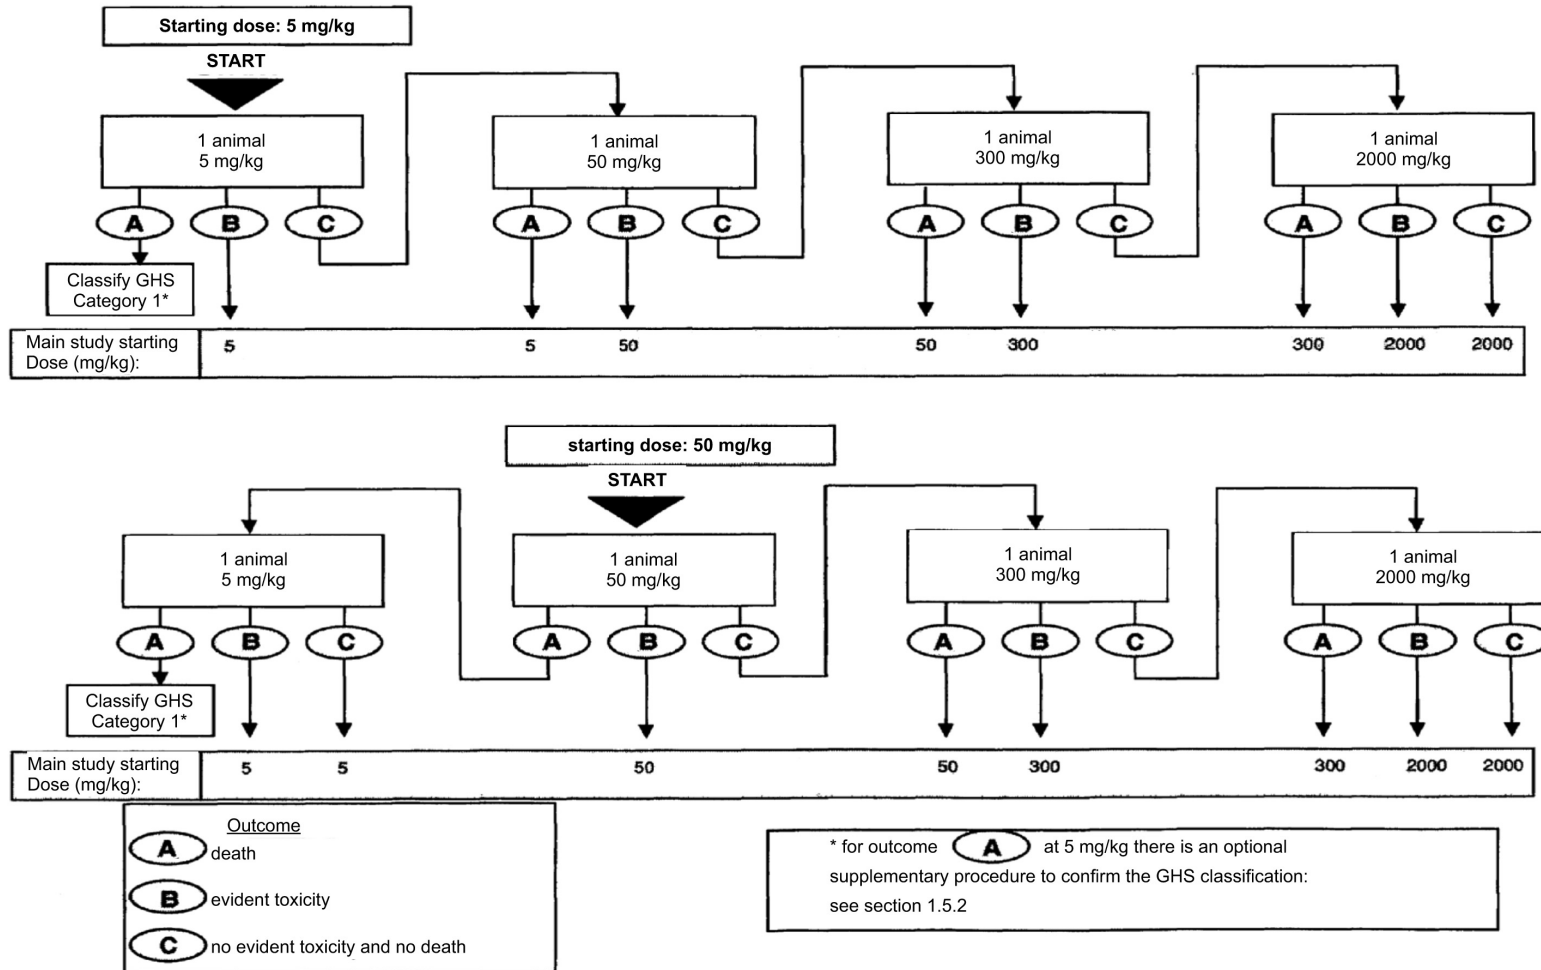 Starting dose: 5 mg/kg
START
1 animal
5 mg/kg
1 animal
50 mg/kg
1 animal
300 mg/kg
1 animal
2000 mg/kg
A B C A B C A B C A B C
Classify GHS
Category 1*
Main study starting
Dose (mg/kg):
5 5 50 50 300 300 2000 2000
starting dose: 50 mg/kg
START
1 animal
5 mg/kg
1 animal
50 mg/kg
1 animal
300 mg/kg
1 animal
2000 mg/kg
A B C A B C A B C A B C
Classify GHS
Category 1*
Main study starting
Dose (mg/kg):
5 5 50 50 300 300 2000 2000
Outcome
A death
B evident toxicity
C no evident toxicity and no death
* for outcome A at 5 mg/kg there is an optional
supplementary procedure to confirm the GHS classification:
see section 1.5.2